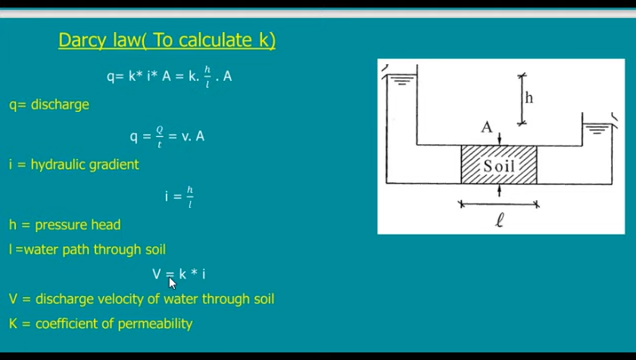 Darcy law( To calculate k)
q= k* i* A = k. h/l . A
q= discharge
q = Q/t = v. A
i = hydraulic gradient
i = h/l
h = pressure head
l =water path through soil
V = k * i
V = discharge velocity of water through soil
K = coefficient of permeability
h
A
Soil
ℓ